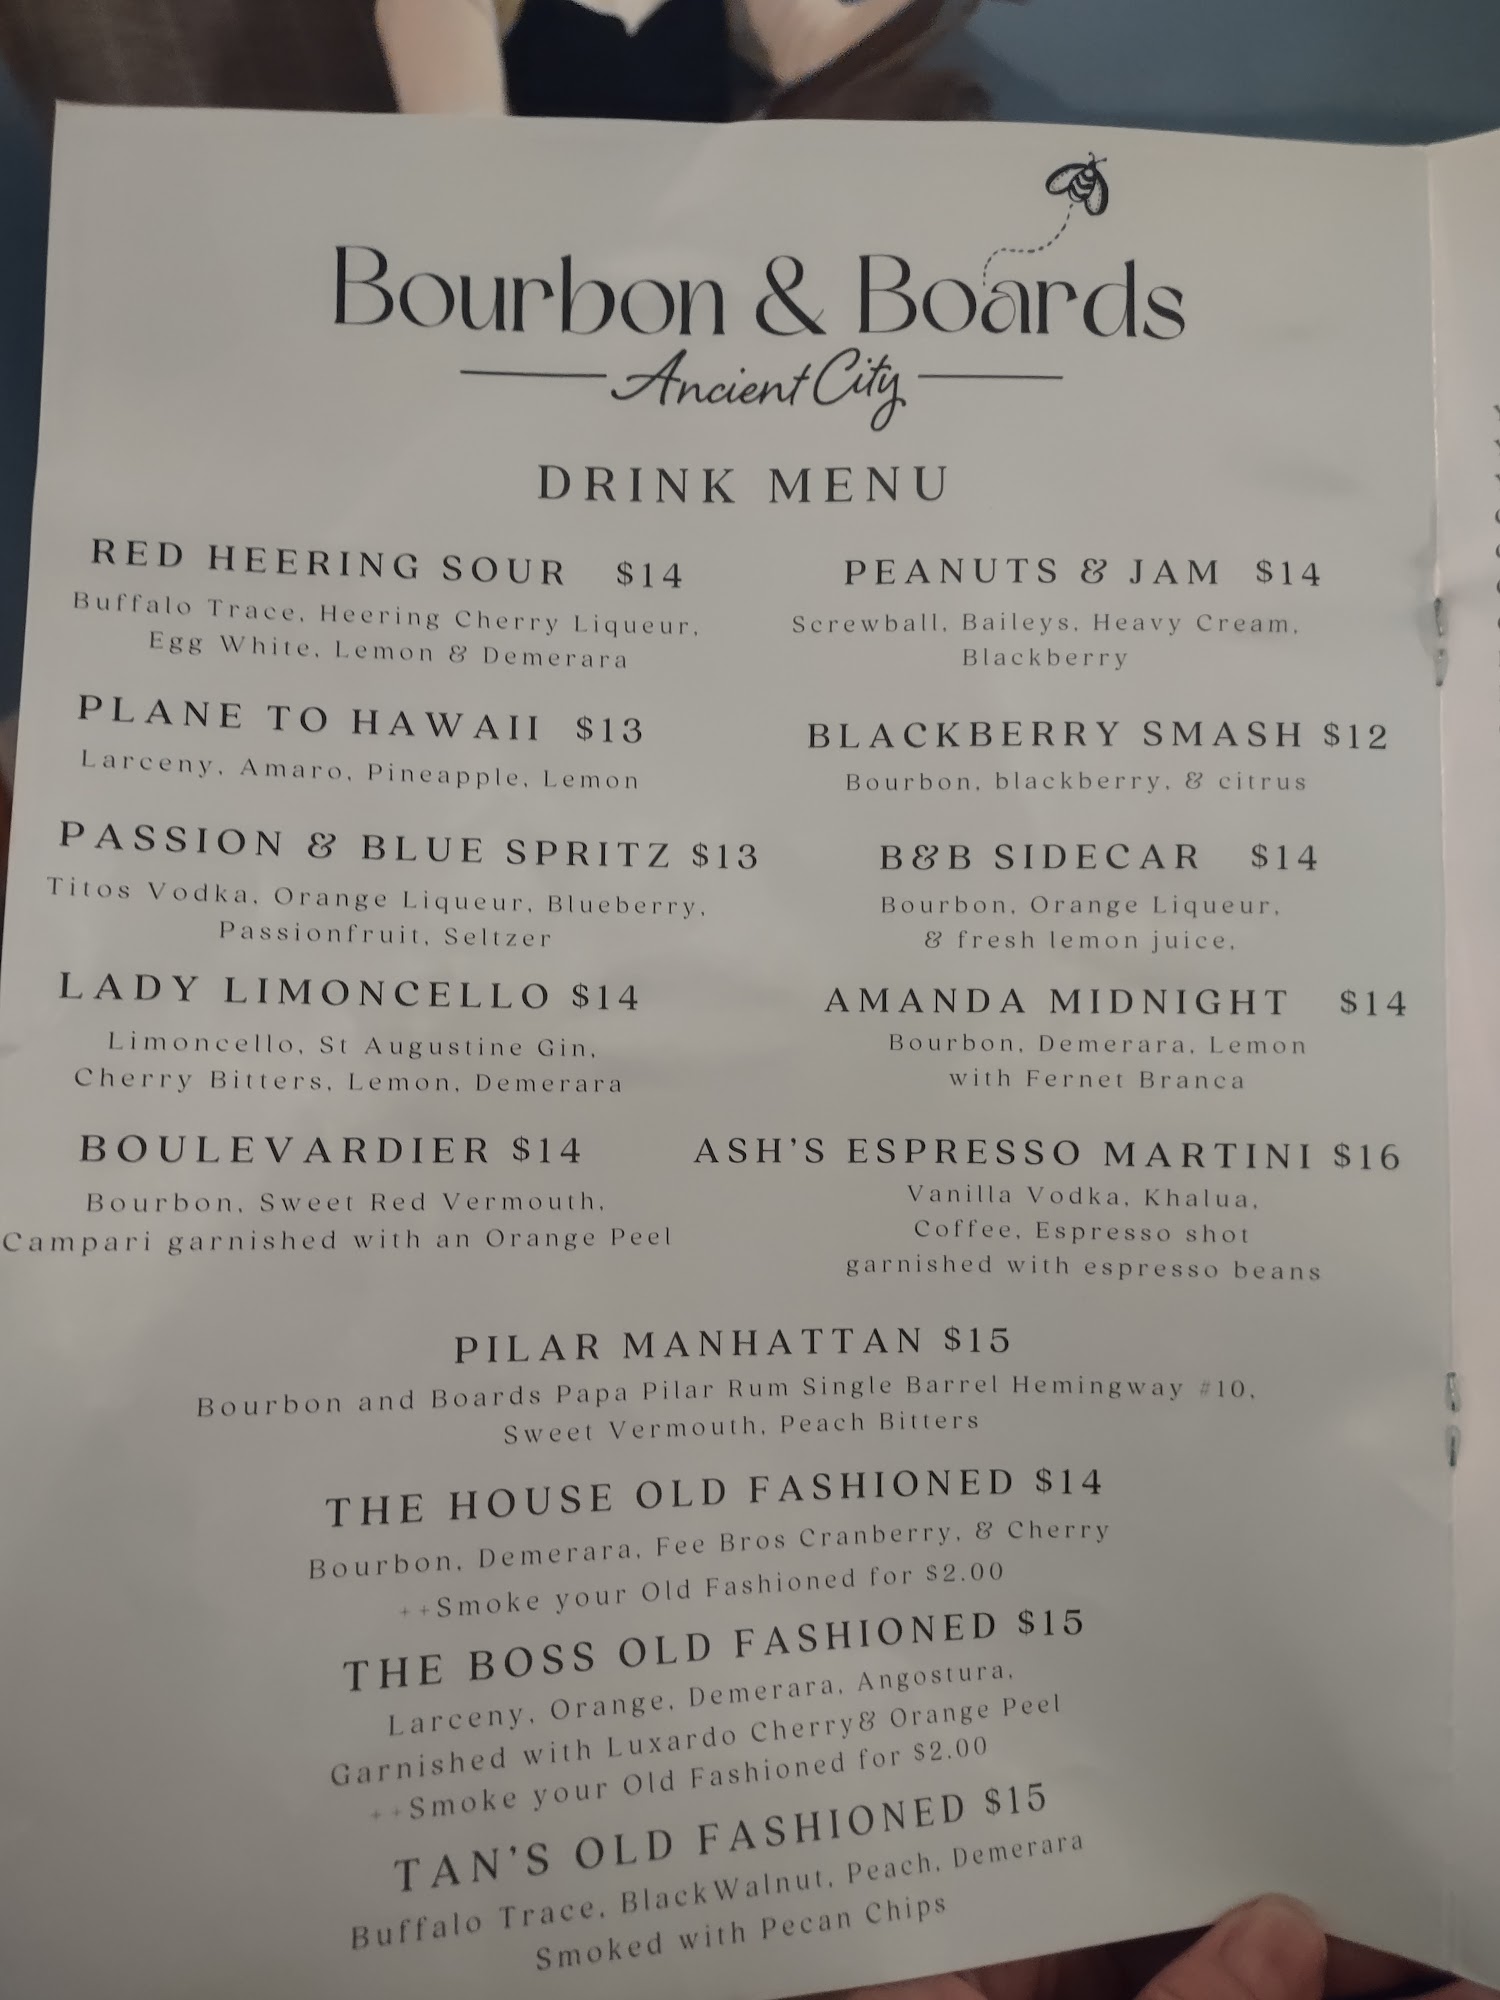 Bourbon & Boards
Ancient City
DRINK MENU
RED HEERING SOUR $14
Buffalo Trace, Heering Cherry Liqueur,
Egg White, Lemon & Demerara
PLANE TO HAWAII $13
Larceny, Amaro, Pineapple, Lemon
PASSION & BLUE SPRITZ $13
Titos Vodka, Orange Liqueur, Blueberry,
Passionfruit, Seltzer
LADY LIMONCELLO $14
Limoncello, St Augustine Gin,
Cherry Bitters, Lemon, Demerara
BOULEVARDIER $14
Bourbon, Sweet Red Vermouth,
Campari garnished with an Orange Peel
PEANUTS & JAM $14
Screwball, Baileys, Heavy Cream,
Blackberry
BLACKBERRY SMASH $12
Bourbon, blackberry, & citrus
B&B SIDECAR $14
Bourbon, Orange Liqueur,
& fresh lemon juice,
AMANDA MIDNIGHT $14
Bourbon, Demerara, Lemon
with Fernet Branca
ASH'S ESPRESSO MARTINI $16
Vanilla Vodka, Khalua,
Coffee, Espresso shot
garnished with espresso beans
PILAR MANHATTAN $15
Bourbon and Boards Papa Pilar Rum Single Barrel Hemingway #10,
Sweet Vermouth, Peach Bitters
THE HOUSE OLD FASHIONED $14
Bourbon, Demerara, Fee Bros Cranberry, & Cherry
++Smoke your Old Fashioned for $2.00
THE BOSS OLD FASHIONED $15
Larceny, Orange, Demerara, Angostura,
Garnished with Luxardo Cherry& Orange Peel
++Smoke your Old Fashioned for $2.00
TAN'S OLD FASHIONED $15
Buffalo Trace, BlackWalnut, Peach, Demerara
Smoked with Pecan Chips